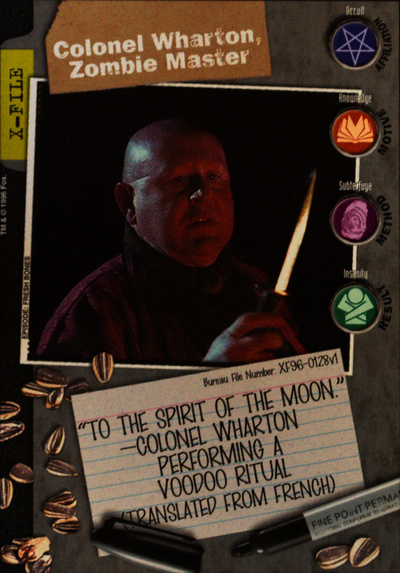 Colonel Wharton,
Zombie Master
Occult
AFFILIATION
X-FILE
Knowledge
MOTIVE
Subterfuge
METHOD
Insanity
RESULT
TM & © 1996 Fox.
EPISODE: FRESH BONES
Bureau File Number: XF96-0128v1
"TO THE SPIRIT OF THE MOON."
—COLONEL WHARTON
PERFORMING A
VOODOO RITUAL
(TRANSLATED FROM FRENCH)
FINE POINT PERMA